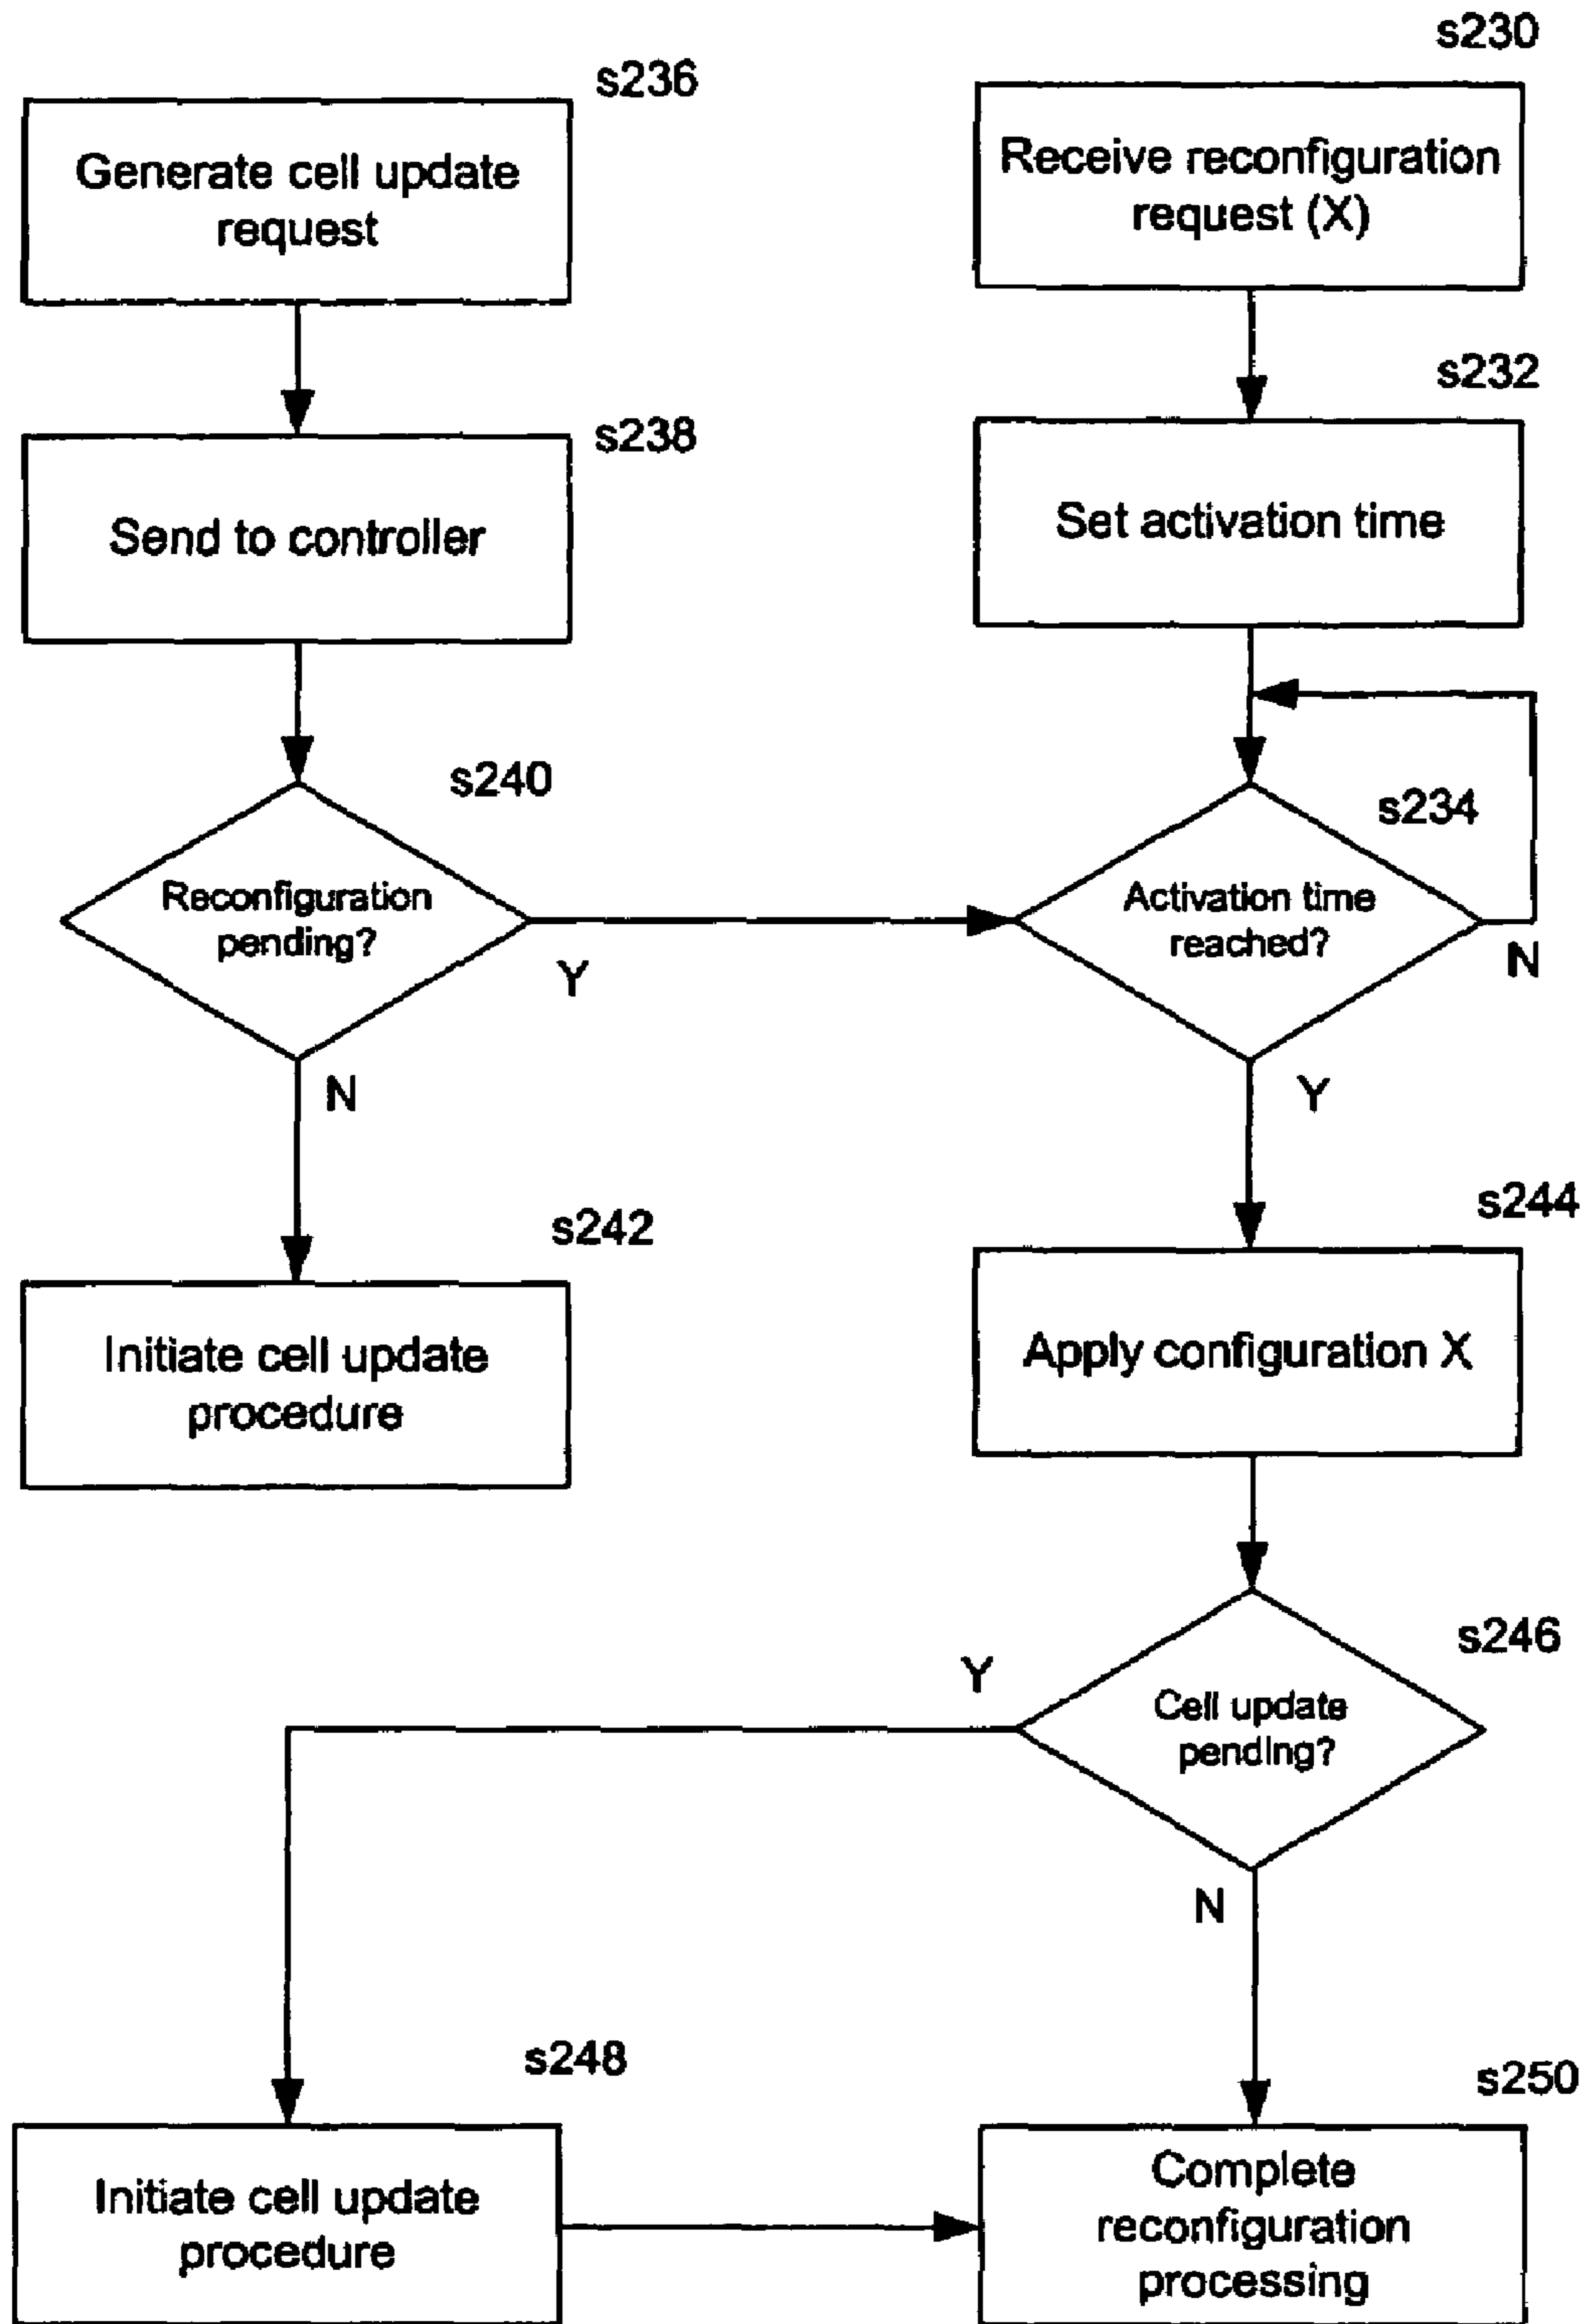 s230
s236
Generate cell update
request
Receive reconfiguration
request (X)
s232
s238
Send to controller
Set activation time
s240
s234
Reconfiguration
pending?
Activation time
reached?
Y
N
N
Y
s242
s244
Initiate cell update
procedure
Apply configuration X
s246
Y
Cell update
pending?
N
s248
s250
Initiate cell update
procedure
Complete
reconfiguration
processing